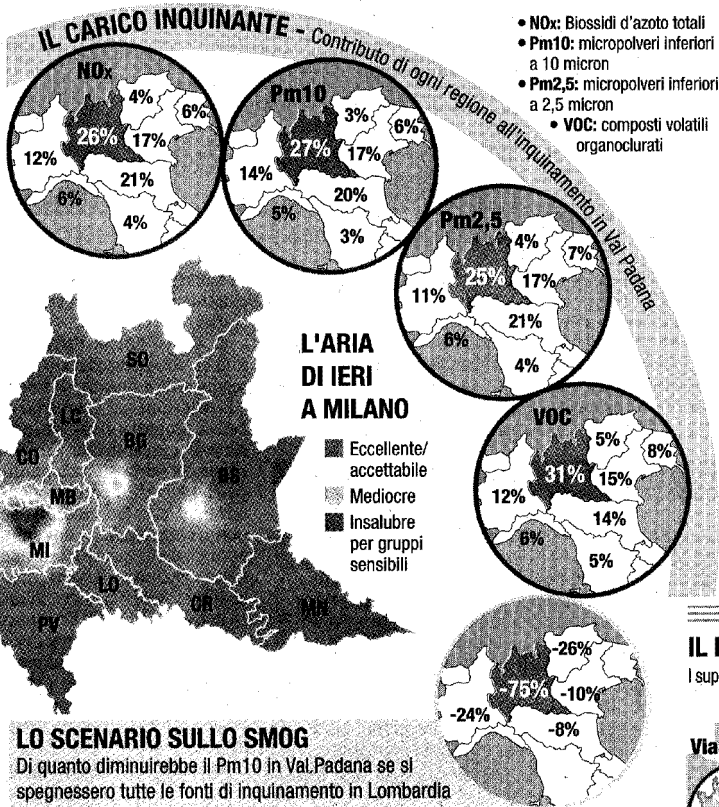 IL CARICO INQUINANTE - Contributo di ogni regione all'inquinamento in Val Padana
• NOx: Biossidi d'azoto totali
• Pm10: micropolveri inferiori
a 10 micron
• Pm2,5: micropolveri inferiori
a 2,5 micron
• VOC: composti volatili
organoclurati
NOx
4%
6%
26%
17%
12%
21%
6%
4%
Pm10
3%
6%
27%
17%
14%
20%
5%
3%
Pm2,5
4%
7%
25%
17%
11%
21%
6%
4%
VOC
5%
8%
31%
15%
12%
14%
6%
5%
L'ARIA
DI IERI
A MILANO
Eccellente/
accettabile
Mediocre
Insalubre
per gruppi
sensibili
SO
LC
BG
CO
BS
MB
MI
LO
CR
MN
PV
-26%
-75%
-10%
-24%
-8%
LO SCENARIO SULLO SMOG
Di quanto diminuirebbe il Pm10 in Val Padana se si
spegnessero tutte le fonti di inquinamento in Lombardia
IL
I sup
Via